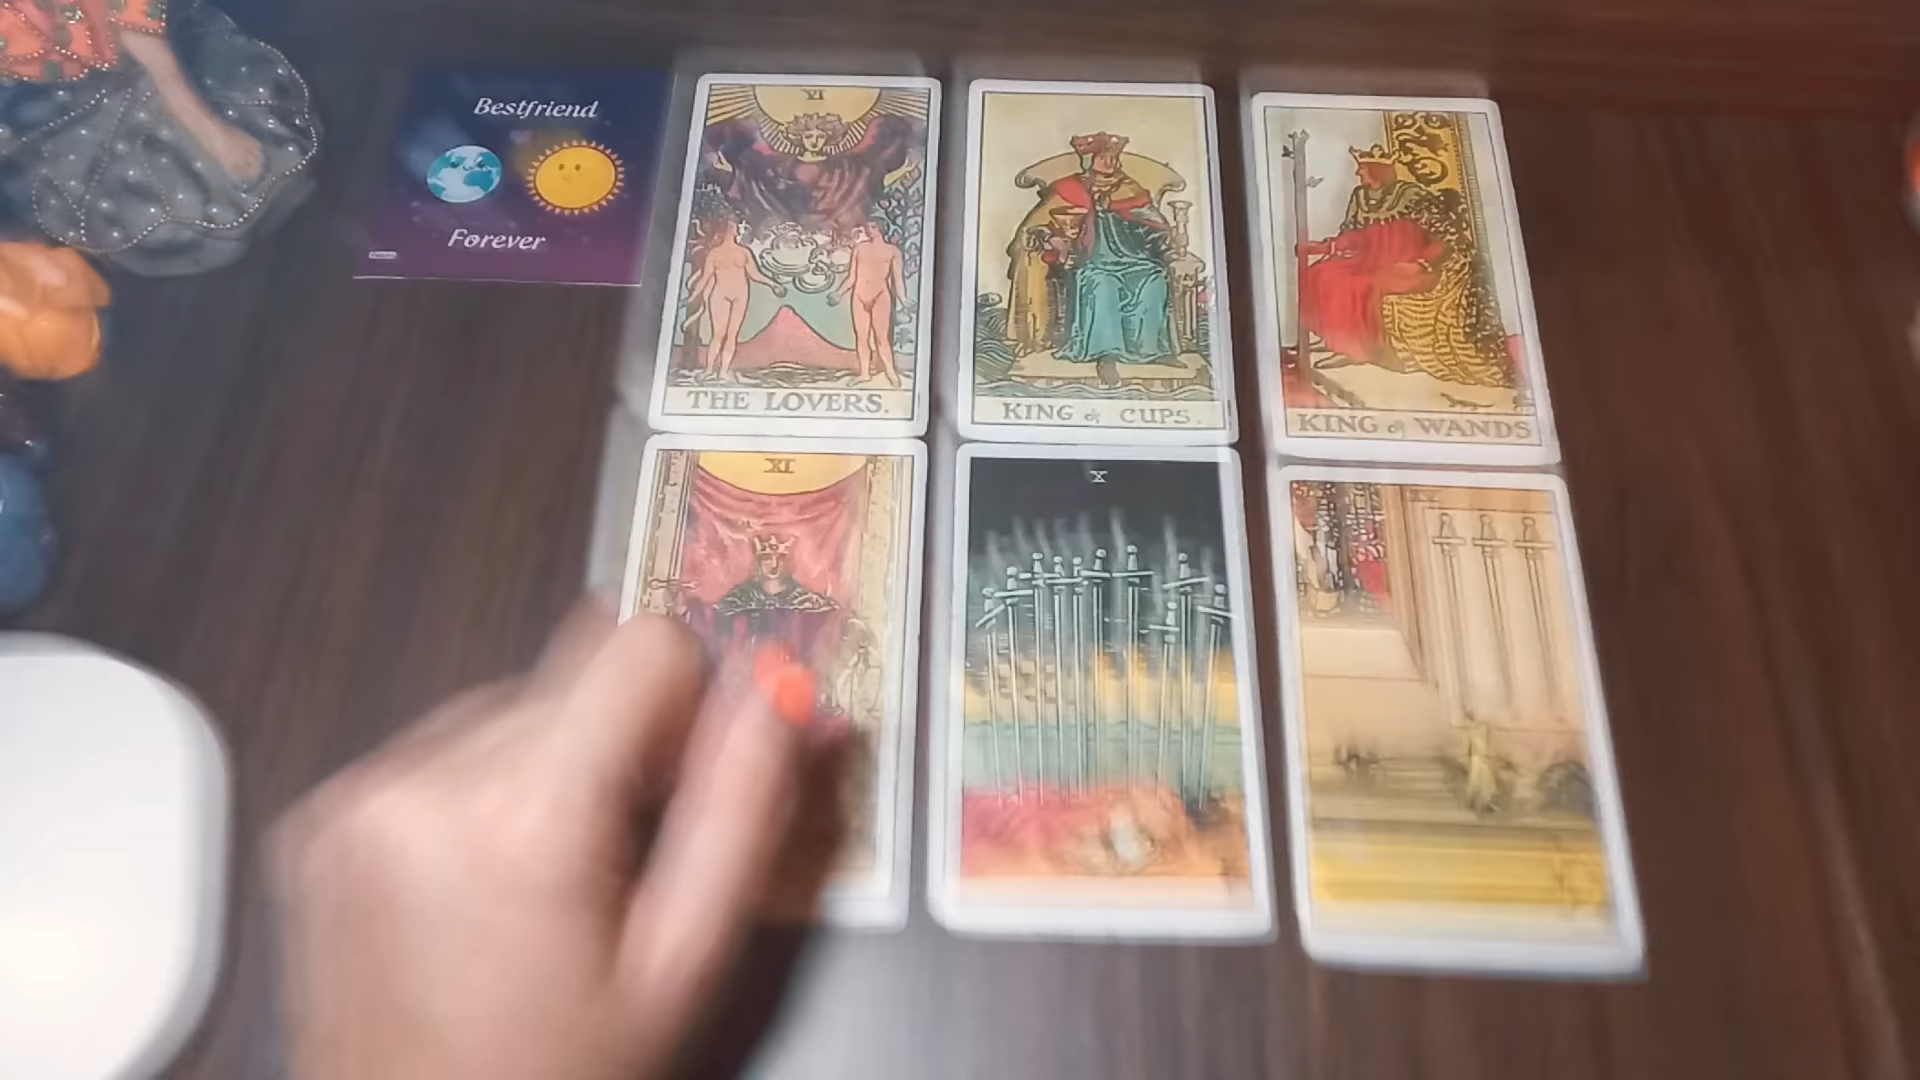 Bestfriend
Forever
VI
THE LOVERS.
KING of CUPS.
KING of WANDS
XI
X